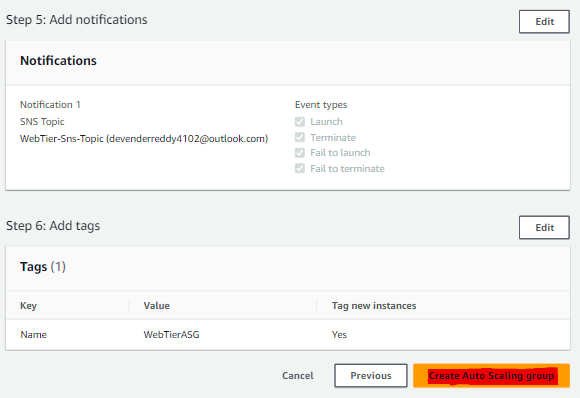 Step 5: Add notifications
Edit
Notifications
Notification 1
SNS Topic
WebTier-Sns-Topic (devenderreddy4102@outlook.com)
Event types
Launch
Terminate
Fail to launch
Fail to terminate
Step 6: Add tags
Edit
Tags (1)
Key Value Tag new instances
Name WebTierASG Yes
Cancel Previous Create Auto Scaling group